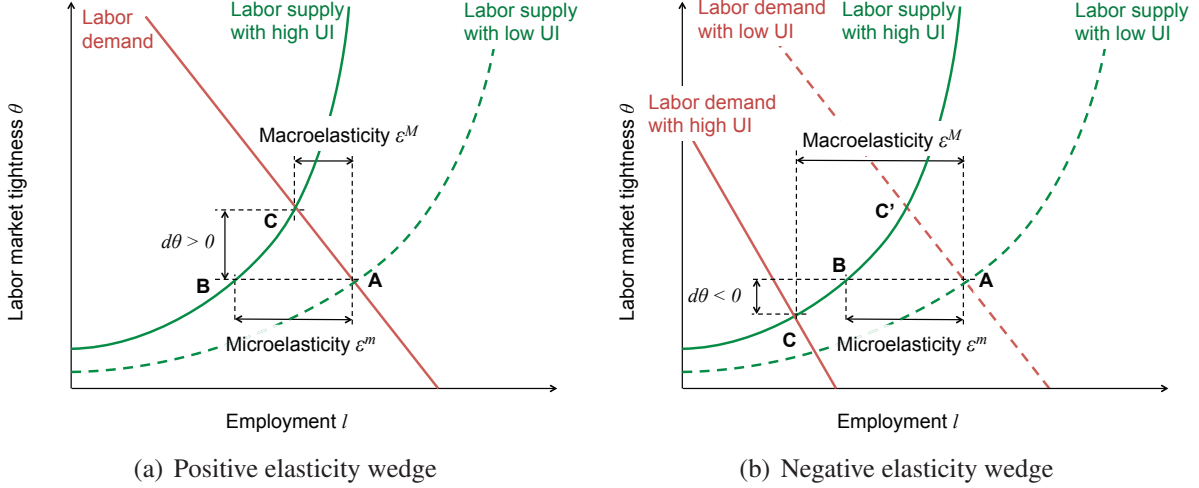 Labor
demand
Labor supply
with high UI
Labor supply
with low UI
Labor market tightness θ
Macroelasticity ε^M
C
dθ > 0
B
A
Microelasticity ε^m
Employment l
(a) Positive elasticity wedge
Labor demand
with low UI
Labor supply
with high UI
Labor supply
with low UI
Labor demand
with high UI
Labor market tightness θ
Macroelasticity ε^M
C'
B
A
dθ < 0
C
Microelasticity ε^m
Employment l
(b) Negative elasticity wedge